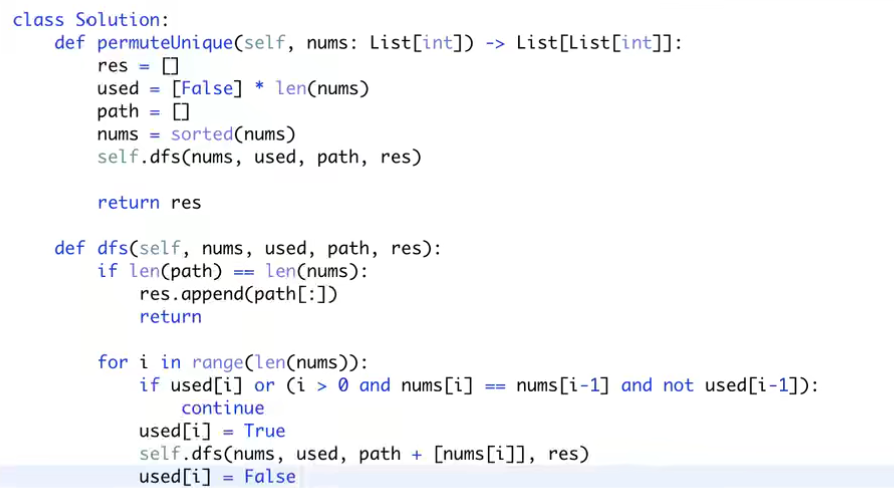 class Solution:
    def permuteUnique(self, nums: List[int]) -> List[List[int]]:
        res = []
        used = [False] * len(nums)
        path = []
        nums = sorted(nums)
        self.dfs(nums, used, path, res)

        return res

    def dfs(self, nums, used, path, res):
        if len(path) == len(nums):
            res.append(path[:])
            return

        for i in range(len(nums)):
            if used[i] or (i > 0 and nums[i] == nums[i-1] and not used[i-1]):
                continue
            used[i] = True
            self.dfs(nums, used, path + [nums[i]], res)
            used[i] = False